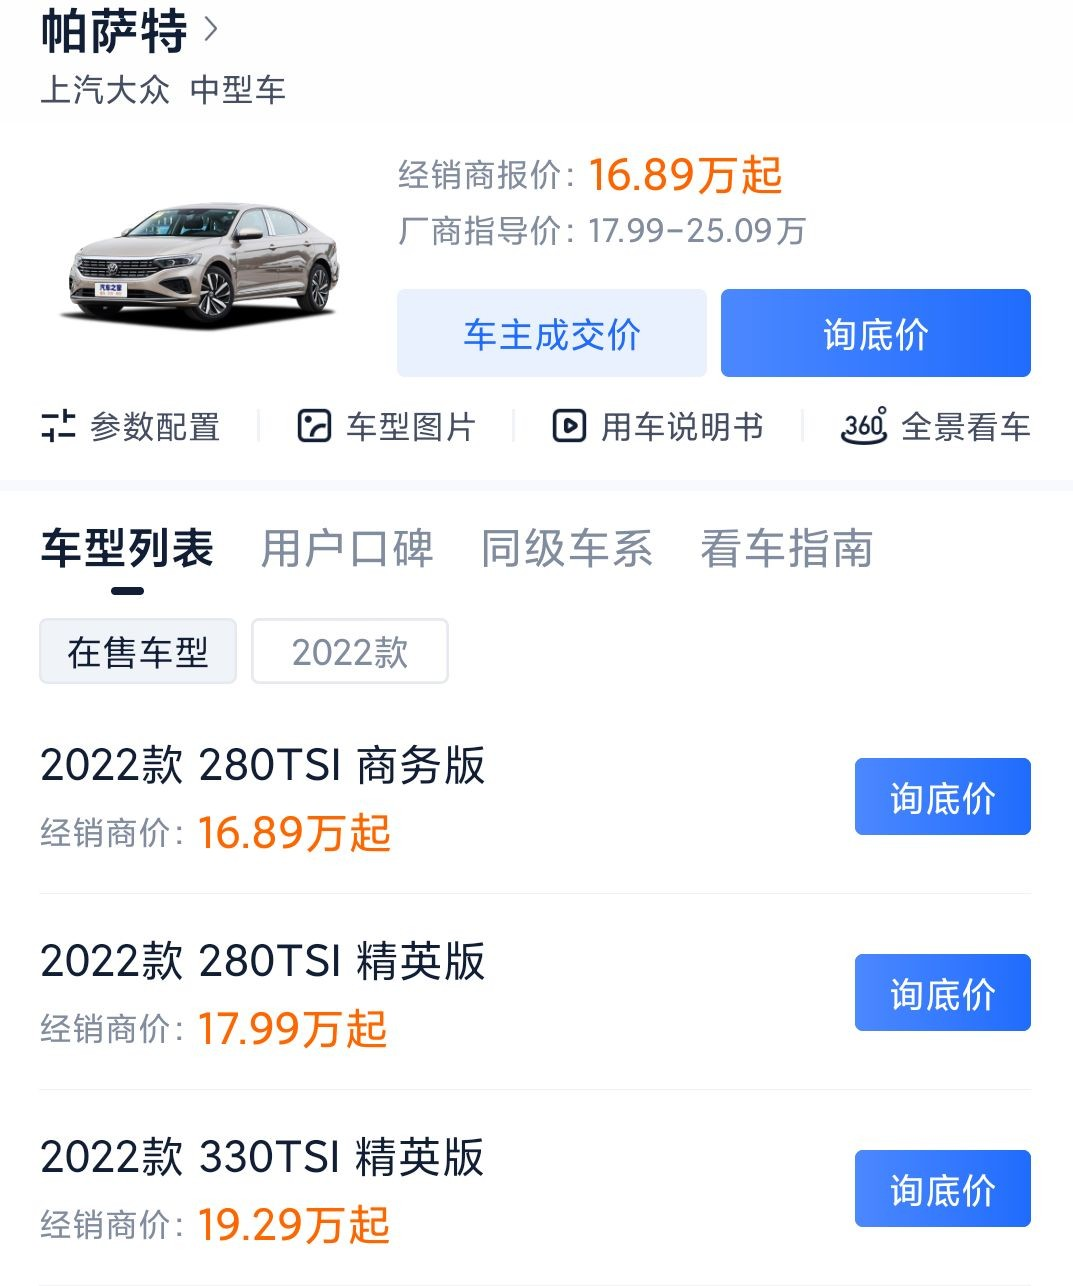 帕萨特
上汽大众 中型车
经销商报价：16.89万起
厂商指导价：17.99-25.09万
汽车之家
车主成交价
询底价
参数配置
车型图片
用车说明书
360° 全景看车
车型列表 用户口碑 同级车系 看车指南
在售车型 2022款
2022款 280TSI 商务版
经销商价：16.89万起
询底价
2022款 280TSI 精英版
经销商价：17.99万起
询底价
2022款 330TSI 精英版
经销商价：19.29万起
询底价